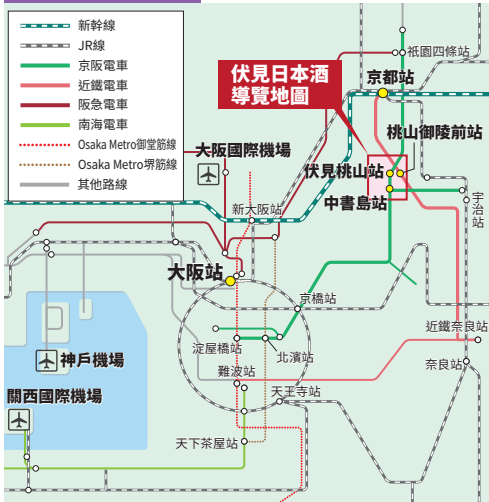 新幹線
JR線
京阪電車
近鐵電車
阪急電車
南海電車
Osaka Metro御堂筋線
Osaka Metro堺筋線
其他路線
伏見日本酒
導覽地圖
祇園四條站
京都站
桃山御陵前站
大阪國際機場
伏見桃山站
中書島站
宇治站
新大阪站
大阪站
京橋站
近鐵奈良站
淀屋橋站
北濱站
奈良站
神戶機場
難波站
天王寺站
關西國際機場
天下茶屋站